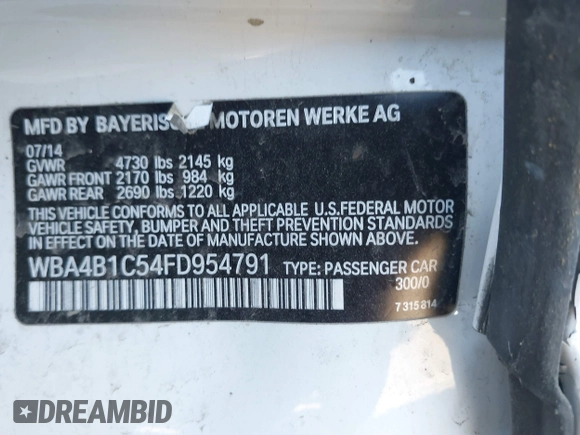 MFD BY BAYERISC MOTOREN WERKE AG
07/14
GVWR 4730 lbs 2145 kg
GAWR FRONT 2170 lbs 984 kg
GAWR REAR 2690 lbs 1220 kg
THIS VEHICLE CONFORMS TO ALL APPLICABLE U.S.FEDERAL MOTOR
VEHICLE SAFETY, BUMPER AND THEFT PREVENTION STANDARDS
IN EFFECT ON THE DATE OF MANUFACTURE SHOWN ABOVE.
WBA4B1C54FD954791 TYPE: PASSENGER CAR
300/0
7 315 814
DREAMBID